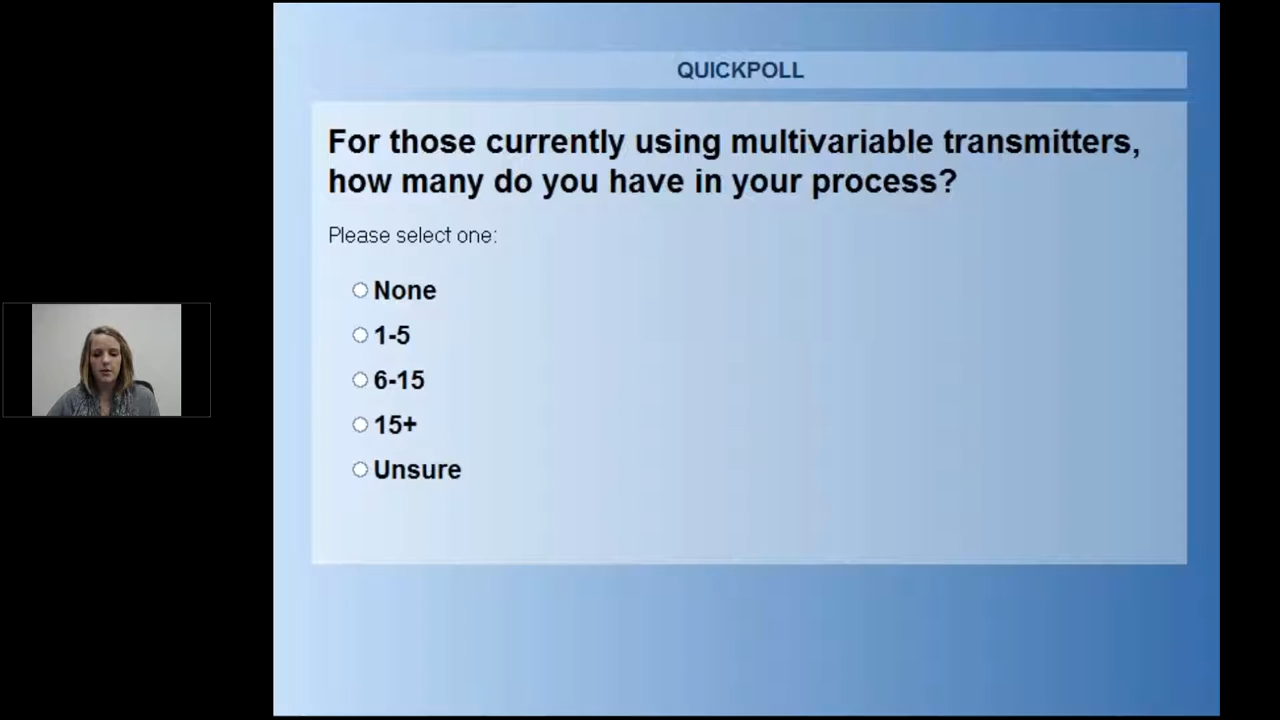 QUICKPOLL
For those currently using multivariable transmitters,
how many do you have in your process?
Please select one:
None
1-5
6-15
15+
Unsure